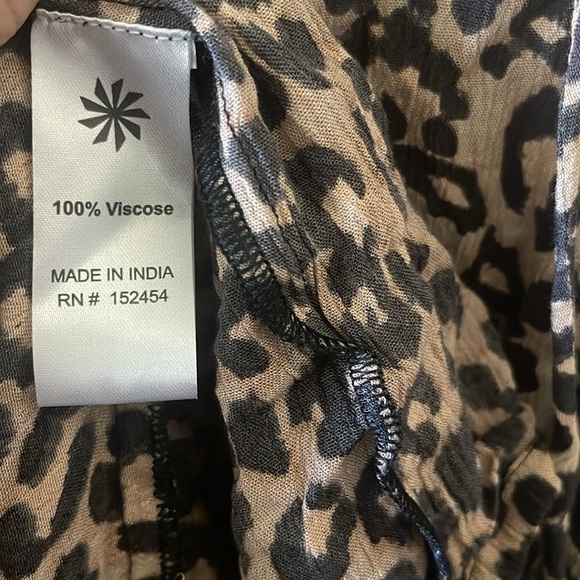 100% Viscose
MADE IN INDIA
RN # 152454